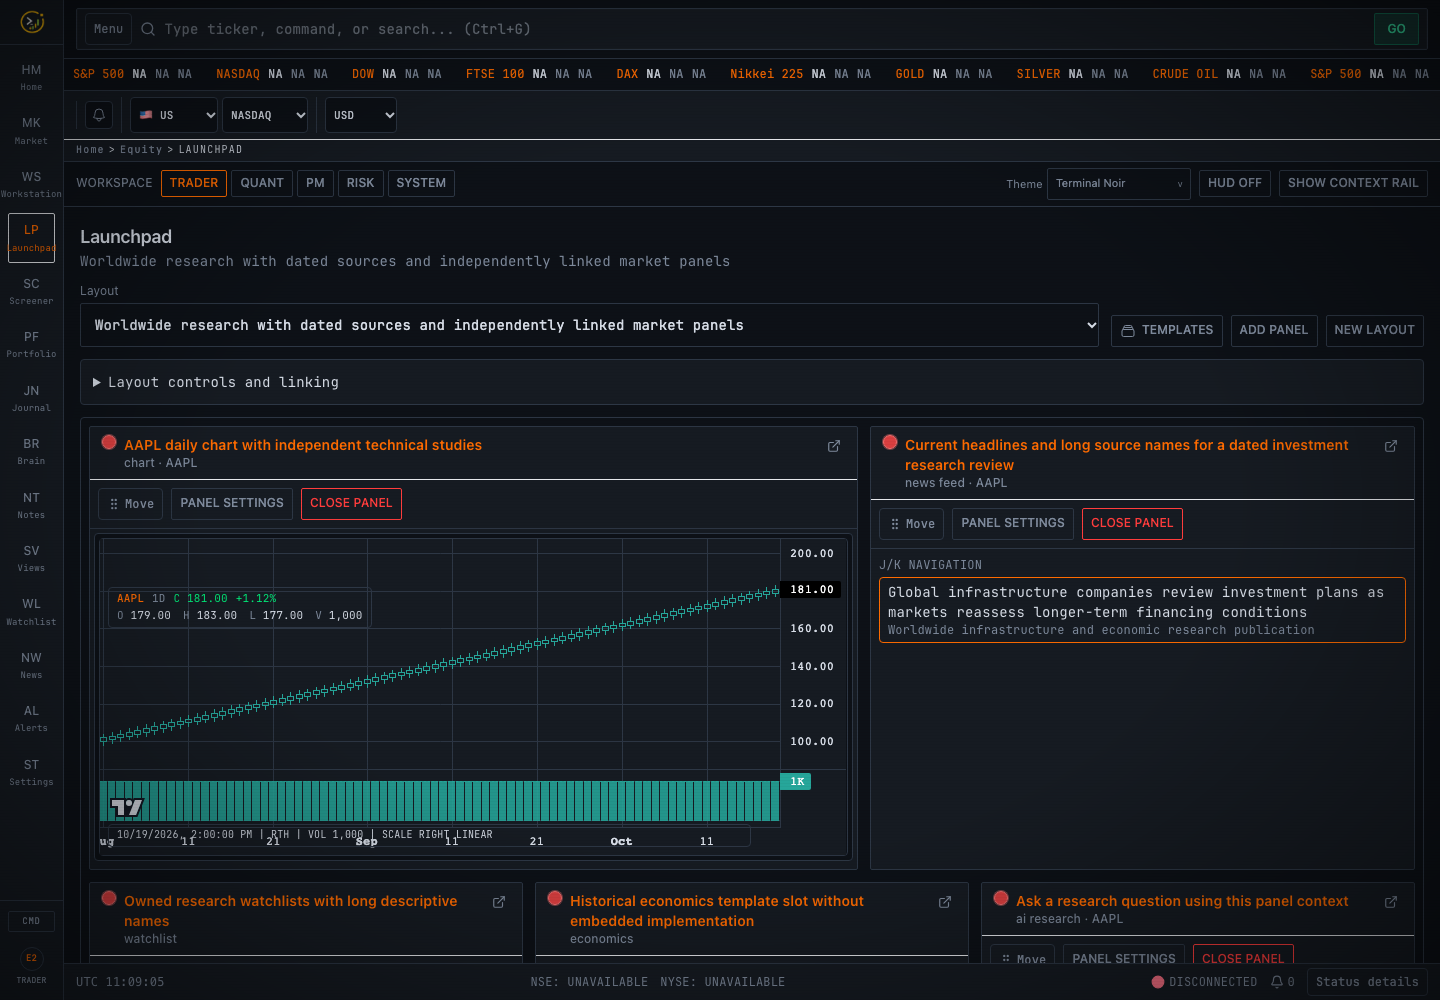 Menu
Type ticker, command, or search... (Ctrl+G)
GO
S&P 500 NA NA NA NASDAQ NA NA NA DOW NA NA NA FTSE 100 NA NA NA DAX NA NA NA Nikkei 225 NA NA NA GOLD NA NA NA SILVER NA NA NA CRUDE OIL NA NA NA S&P 500 NA NA NA
US NASDAQ USD
Home > Equity > LAUNCHPAD
WORKSPACE TRADER QUANT PM RISK SYSTEM Theme Terminal Noir HUD OFF SHOW CONTEXT RAIL
HM
Home
MK
Market
WS
Workstation
LP
Launchpad
SC
Screener
PF
Portfolio
JN
Journal
BR
Brain
NT
Notes
SV
Views
WL
Watchlist
NW
News
AL
Alerts
ST
Settings
CMD
E2
TRADER
Launchpad
Worldwide research with dated sources and independently linked market panels
Layout
Worldwide research with dated sources and independently linked market panels
TEMPLATES ADD PANEL NEW LAYOUT
Layout controls and linking
AAPL daily chart with independent technical studies
chart · AAPL
Move PANEL SETTINGS CLOSE PANEL
AAPL 1D C 181.00 +1.12%
O 179.00 H 183.00 L 177.00 V 1,000
200.00
181.00
160.00
140.00
120.00
100.00
1K
10/19/2026, 2:00:00 PM | RTH | VOL 1,000 | SCALE RIGHT LINEAR
ug 11 21 Sep 11 21 Oct 11
Current headlines and long source names for a dated investment
research review
news feed · AAPL
Move PANEL SETTINGS CLOSE PANEL
J/K NAVIGATION
Global infrastructure companies review investment plans as
markets reassess longer-term financing conditions
Worldwide infrastructure and economic research publication
Owned research watchlists with long descriptive
names
watchlist
Historical economics template slot without
embedded implementation
economics
Ask a research question using this panel context
ai research · AAPL
Move PANEL SETTINGS CLOSE PANEL
UTC 11:09:05 NSE: UNAVAILABLE NYSE: UNAVAILABLE DISCONNECTED 0 Status details